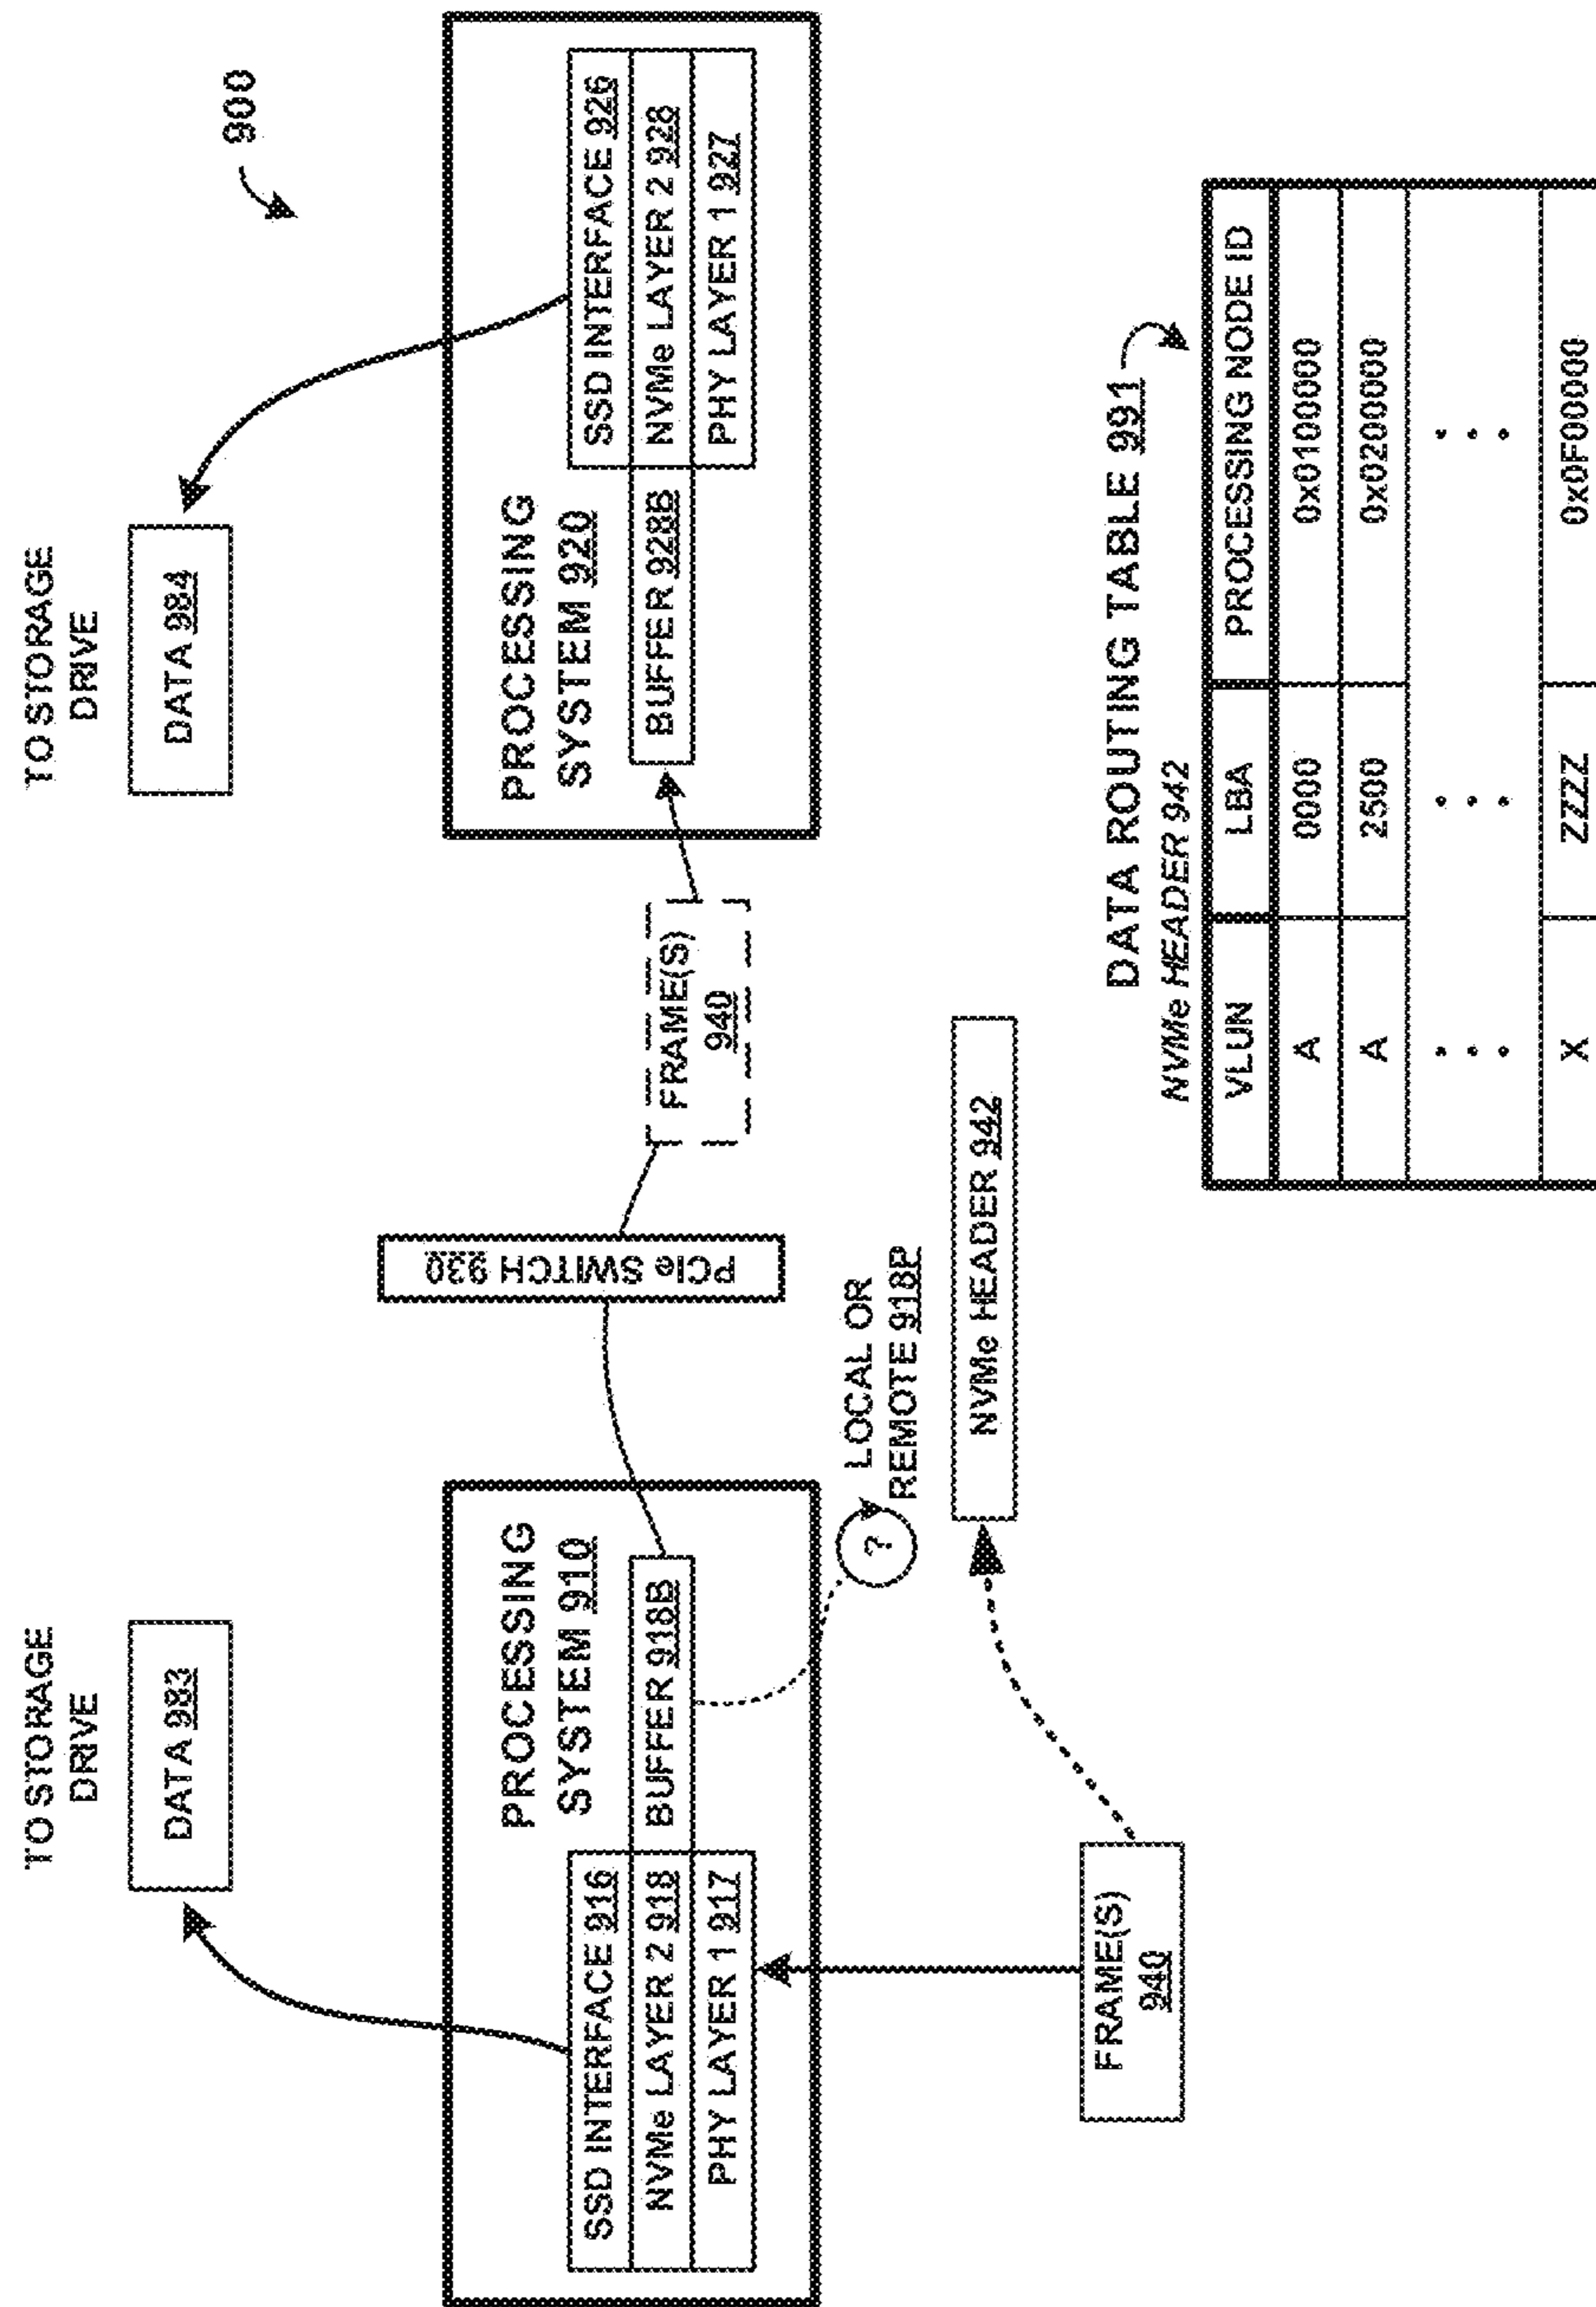 900
TO STORAGE
DRIVE
DATA 983
TO STORAGE
DRIVE
DATA 984
PROCESSING
SYSTEM 910
SSD INTERFACE 916
NVMe LAYER 2 918
BUFFER 918B
PHY LAYER 1 917
PCIe SWITCH 930
FRAME(S)
940
PROCESSING
SYSTEM 920
SSD INTERFACE 926
BUFFER 928B
NVMe LAYER 2 928
PHY LAYER 1 927
?
LOCAL OR
REMOTE 918P
NVMe HEADER 942
FRAME(S)
940
DATA ROUTING TABLE 991
NVMe HEADER 942
VLUN LBA PROCESSING NODE ID
A 0000 0x0100000
A 2500 0x0200000
. . . . . . . . .
X ZZZZ 0x0F00000